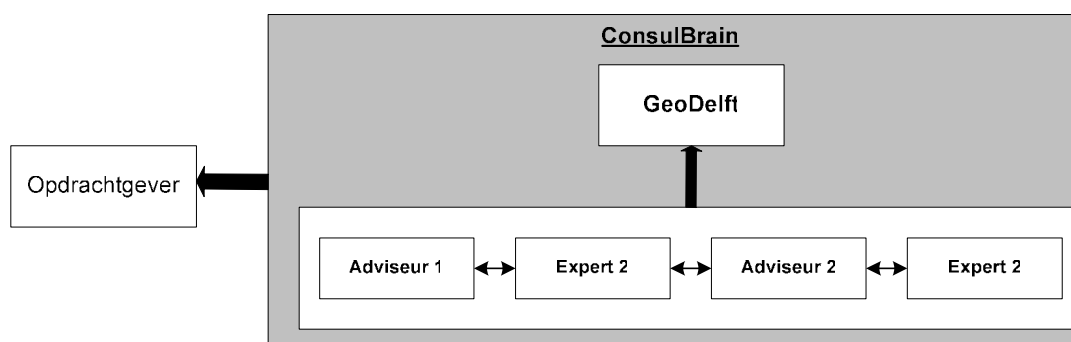 ConsulBrain
GeoDelft
Opdrachtgever
Adviseur 1
Expert 2
Adviseur 2
Expert 2